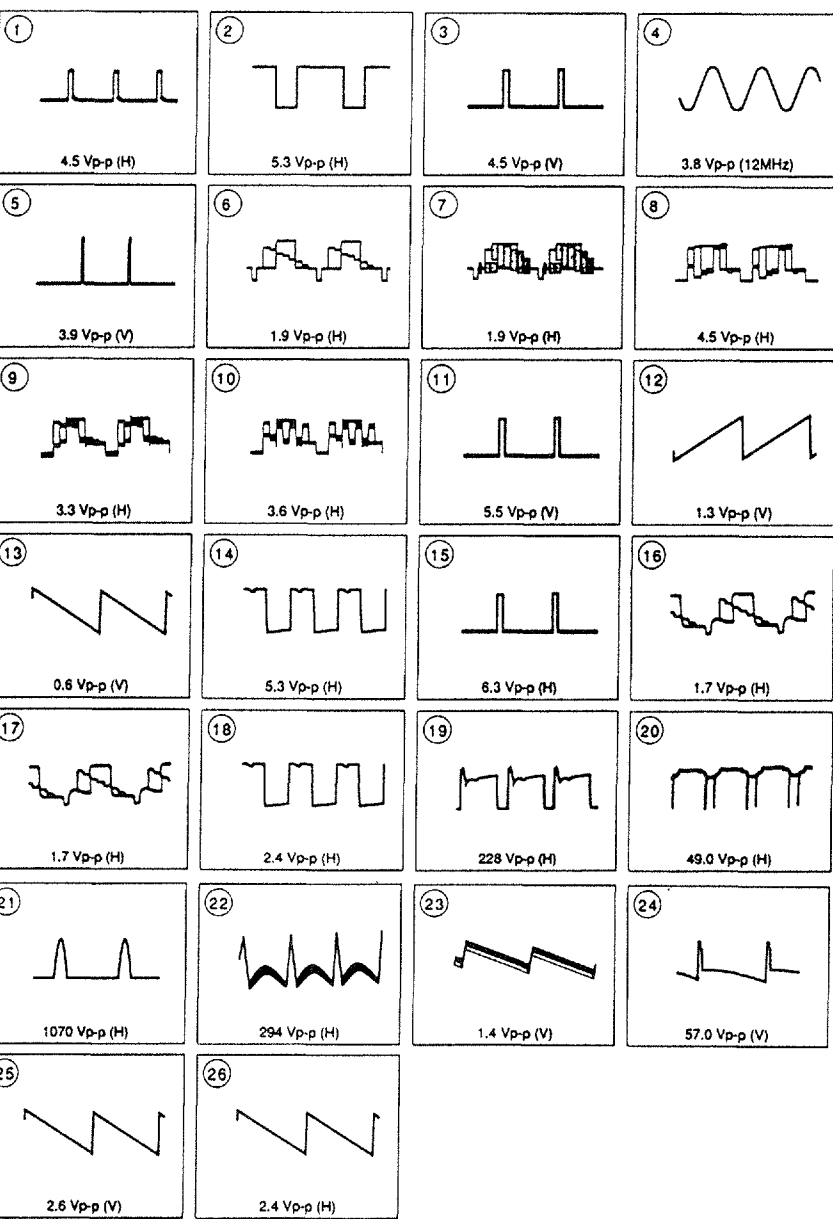 1
4.5 Vp-p (H)
2
5.3 Vp-p (H)
3
4.5 Vp-p (V)
4
3.8 Vp-p (12MHz)
5
3.9 Vp-p (V)
6
1.9 Vp-p (H)
7
1.9 Vp-p (H)
8
4.5 Vp-p (H)
9
3.3 Vp-p (H)
10
3.6 Vp-p (H)
11
5.5 Vp-p (V)
12
1.3 Vp-p (V)
13
0.6 Vp-p (V)
14
5.3 Vp-p (H)
15
6.3 Vp-p (H)
16
1.7 Vp-p (H)
17
1.7 Vp-p (H)
18
2.4 Vp-p (H)
19
228 Vp-p (H)
20
49.0 Vp-p (H)
21
1070 Vp-p (H)
22
294 Vp-p (H)
23
1.4 Vp-p (V)
24
57.0 Vp-p (V)
25
2.6 Vp-p (V)
26
2.4 Vp-p (H)